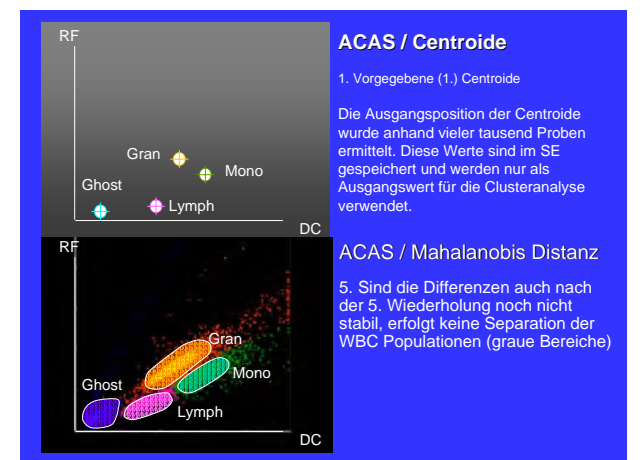 RF
Gran
Mono
Ghost
Lymph
DC
ACAS / Centroide
1. Vorgegebene (1.) Centroide
Die Ausgangsposition der Centroide
wurde anhand vieler tausend Proben
ermittelt. Diese Werte sind im SE
gespeichert und werden nur als
Ausgangswert für die Clusteranalyse
verwendet.
RF
Gran
Mono
Ghost
Lymph
DC
ACAS / Mahalanobis Distanz
5. Sind die Differenzen auch nach
der 5. Wiederholung noch nicht
stabil, erfolgt keine Separation der
WBC Populationen (graue Bereiche)